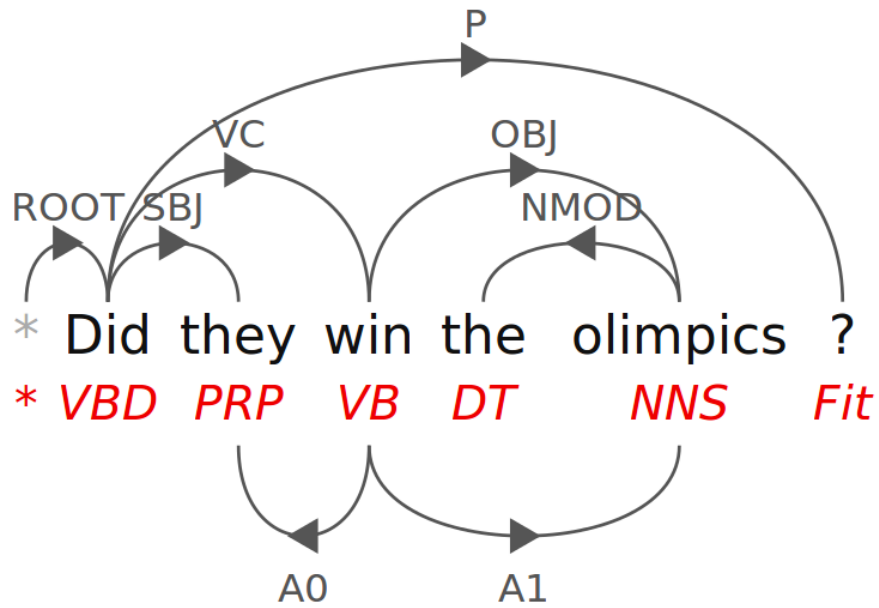 P
VC OBJ
ROOT SBJ NMOD
* Did they win the olimpics ?
* VBD PRP VB DT NNS Fit
A0 A1